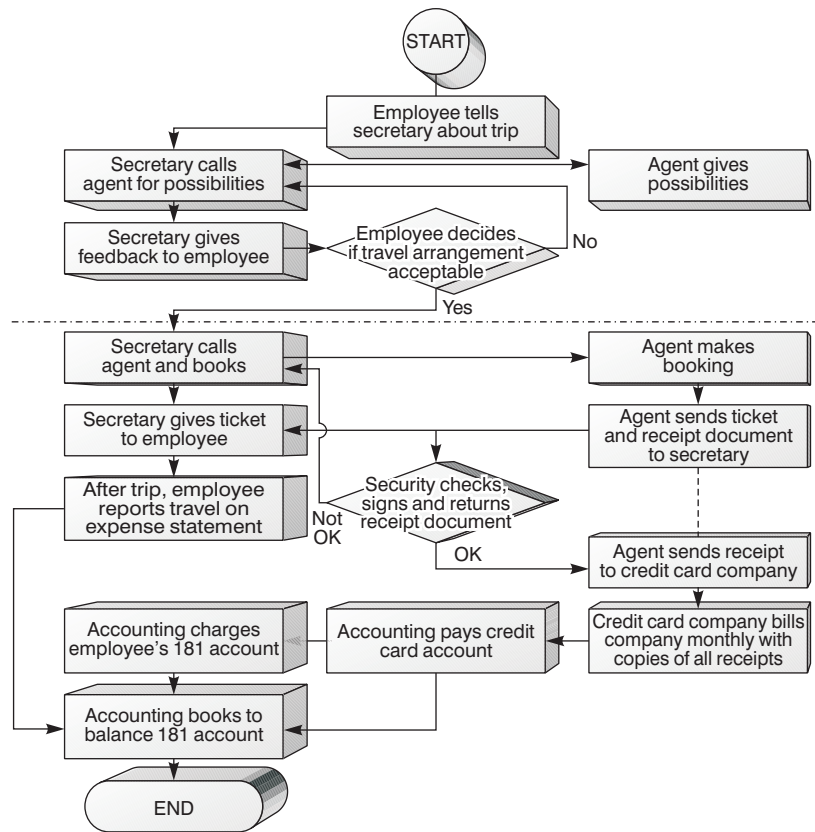 START
Employee tells
secretary about trip
Secretary calls
agent for possibilities
Agent gives
possibilities
Secretary gives
feedback to employee
Employee decides
if travel arrangement
acceptable
No
Yes
Secretary calls
agent and books
Agent makes
booking
Secretary gives ticket
to employee
Agent sends ticket
and receipt document
to secretary
After trip, employee
reports travel on
expense statement
Security checks,
signs and returns
receipt document
Not
OK
OK
Agent sends receipt
to credit card company
Accounting charges
employee's 181 account
Accounting pays credit
card account
Credit card company bills
company monthly with
copies of all receipts
Accounting books to
balance 181 account
END